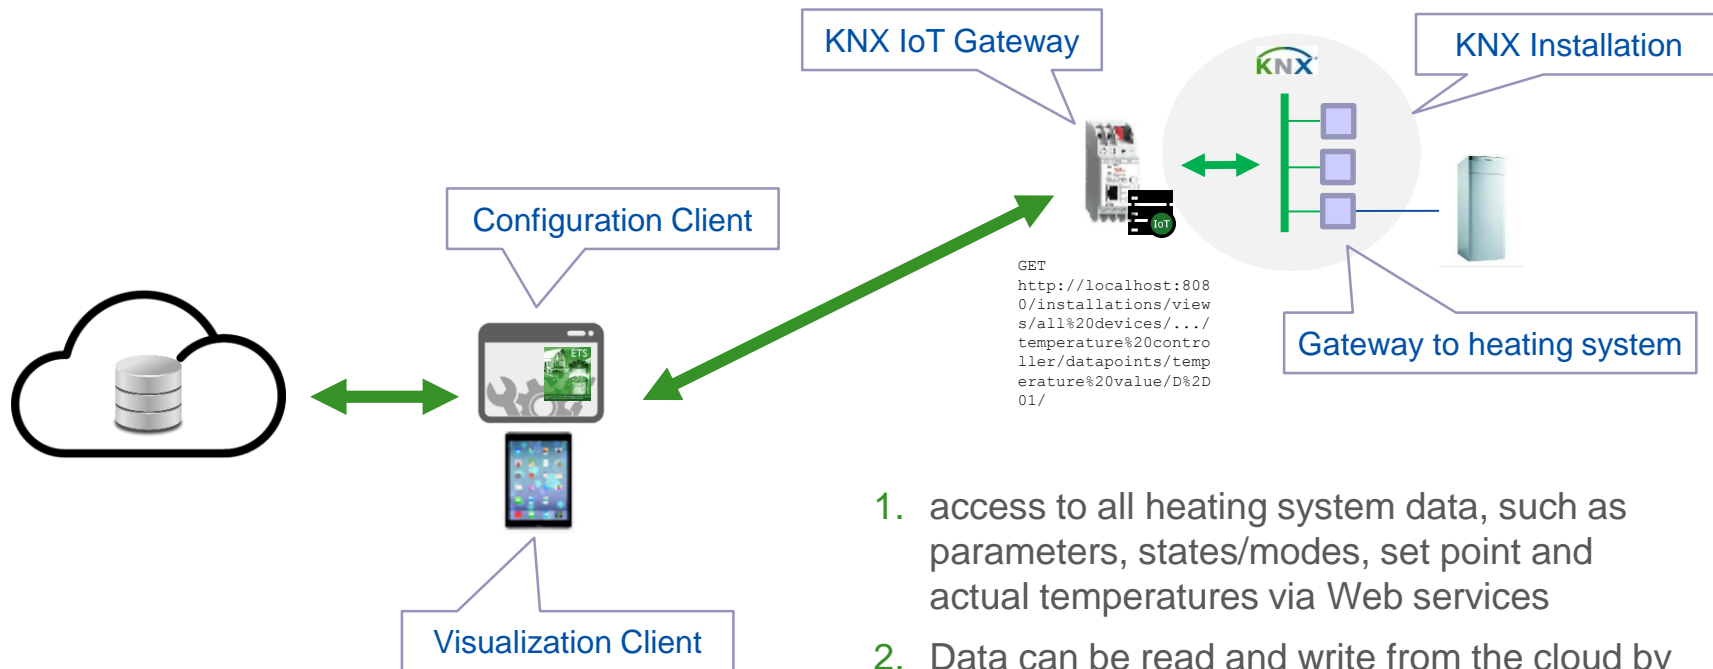 KNX IoT Gateway
KNX
KNX Installation
Configuration Client
ETS
IoT
GET
http://localhost:808
0/installations/view
s/all%20devices/.../
temperature%20contro
ller/datapoints/temp
erature%20value/D%2D
01/
Gateway to heating system
Visualization Client
1. access to all heating system data, such as
parameters, states/modes, set point and
actual temperatures via Web services
2. Data can be read and write from the cloud by